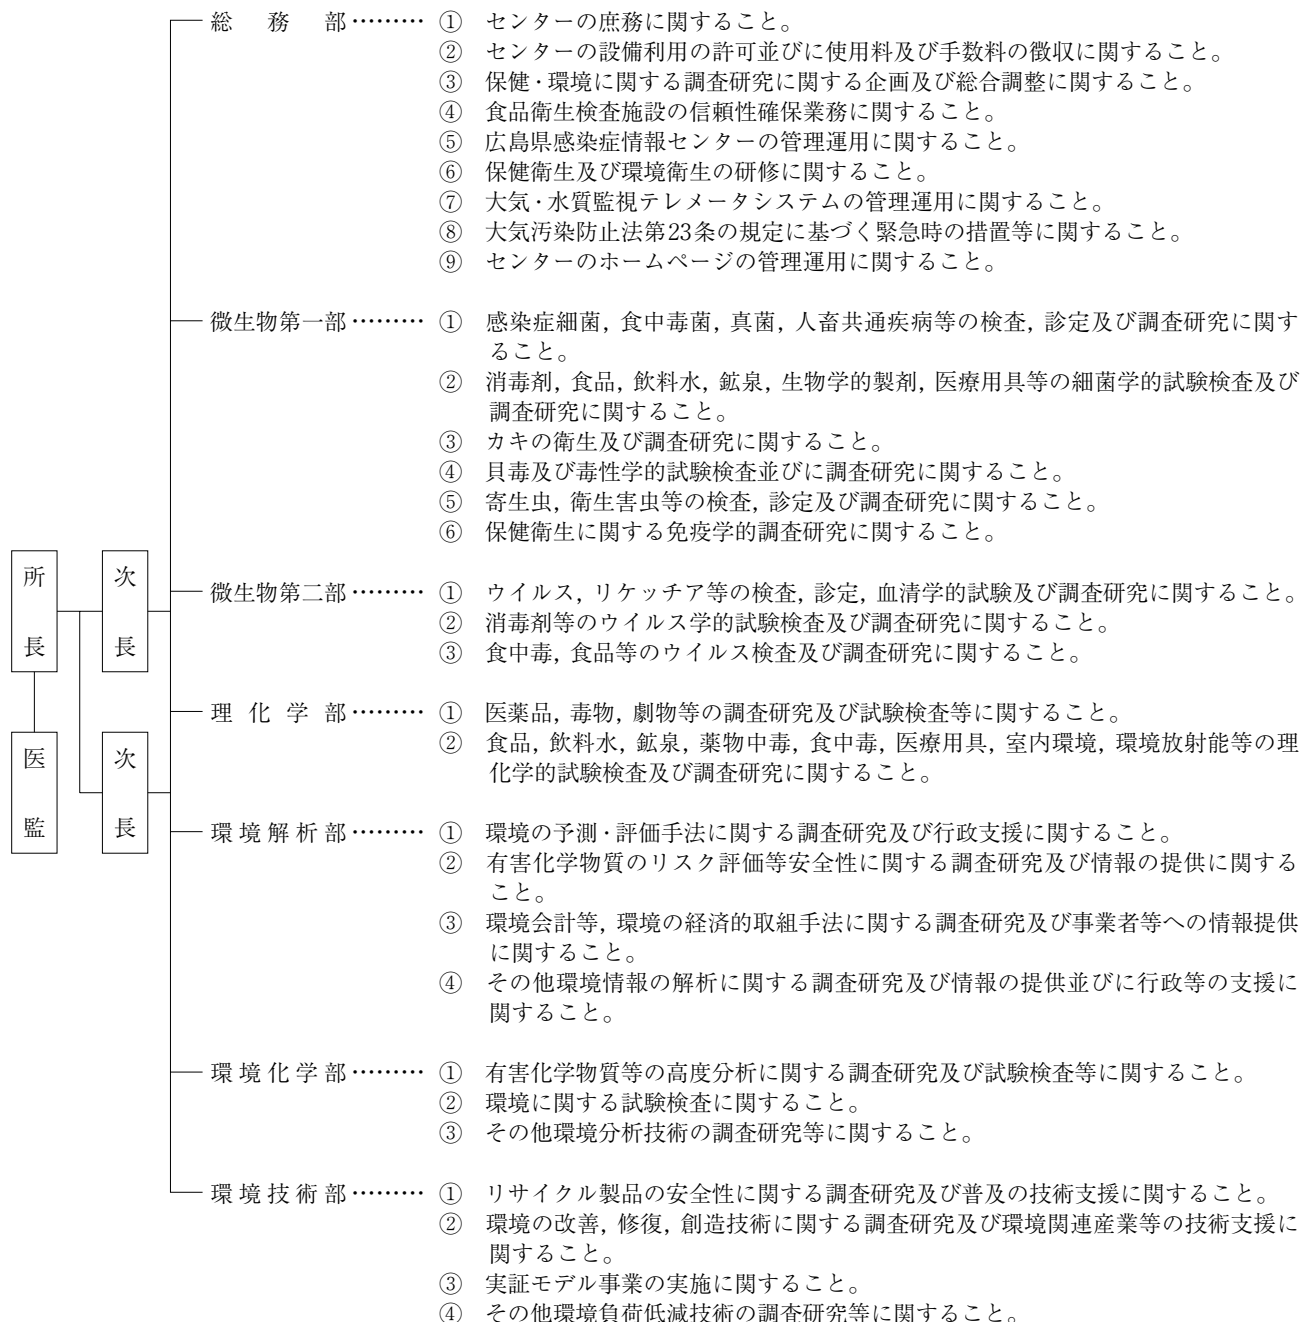 総務部……… ① センターの庶務に関すること。
② センターの設備利用の許可並びに使用料及び手数料の徴収に関すること。
③ 保健・環境に関する調査研究に関する企画及び総合調整に関すること。
④ 食品衛生検査施設の信頼性確保業務に関すること。
⑤ 広島県感染症情報センターの管理運用に関すること。
⑥ 保健衛生及び環境衛生の研修に関すること。
⑦ 大気・水質監視テレメータシステムの管理運用に関すること。
⑧ 大気汚染防止法第23条の規定に基づく緊急時の措置等に関すること。
⑨ センターのホームページの管理運用に関すること。
微生物第一部……… ① 感染症細菌, 食中毒菌, 真菌, 人畜共通疾病等の検査, 診定及び調査研究に関す
ること。
② 消毒剤, 食品, 飲料水, 鉱泉, 生物学的製剤, 医療用具等の細菌学的試験検査及び
調査研究に関すること。
③ カキの衛生及び調査研究に関すること。
④ 貝毒及び毒性学的試験検査並びに調査研究に関すること。
⑤ 寄生虫, 衛生害虫等の検査, 診定及び調査研究に関すること。
⑥ 保健衛生に関する免疫学的調査研究に関すること。
所長
次長
微生物第二部……… ① ウイルス, リケッチア等の検査, 診定, 血清学的試験及び調査研究に関すること。
② 消毒剤等のウイルス学的試験検査及び調査研究に関すること。
③ 食中毒, 食品等のウイルス検査及び調査研究に関すること。
理化学部……… ① 医薬品, 毒物, 劇物等の調査研究及び試験検査等に関すること。
② 食品, 飲料水, 鉱泉, 薬物中毒, 食中毒, 医療用具, 室内環境, 環境放射能等の理
化学的試験検査及び調査研究に関すること。
医監
次長
環境解析部……… ① 環境の予測・評価手法に関する調査研究及び行政支援に関すること。
② 有害化学物質のリスク評価等安全性に関する調査研究及び情報の提供に関する
こと。
③ 環境会計等, 環境の経済的取組手法に関する調査研究及び事業者等への情報提供
に関すること。
④ その他環境情報の解析に関する調査研究及び情報の提供並びに行政等の支援に
関すること。
環境化学部……… ① 有害化学物質等の高度分析に関する調査研究及び試験検査等に関すること。
② 環境に関する試験検査に関すること。
③ その他環境分析技術の調査研究等に関すること。
環境技術部……… ① リサイクル製品の安全性に関する調査研究及び普及の技術支援に関すること。
② 環境の改善, 修復, 創造技術に関する調査研究及び環境関連産業等の技術支援に
関すること。
③ 実証モデル事業の実施に関すること。
④ その他環境負荷低減技術の調査研究等に関すること。